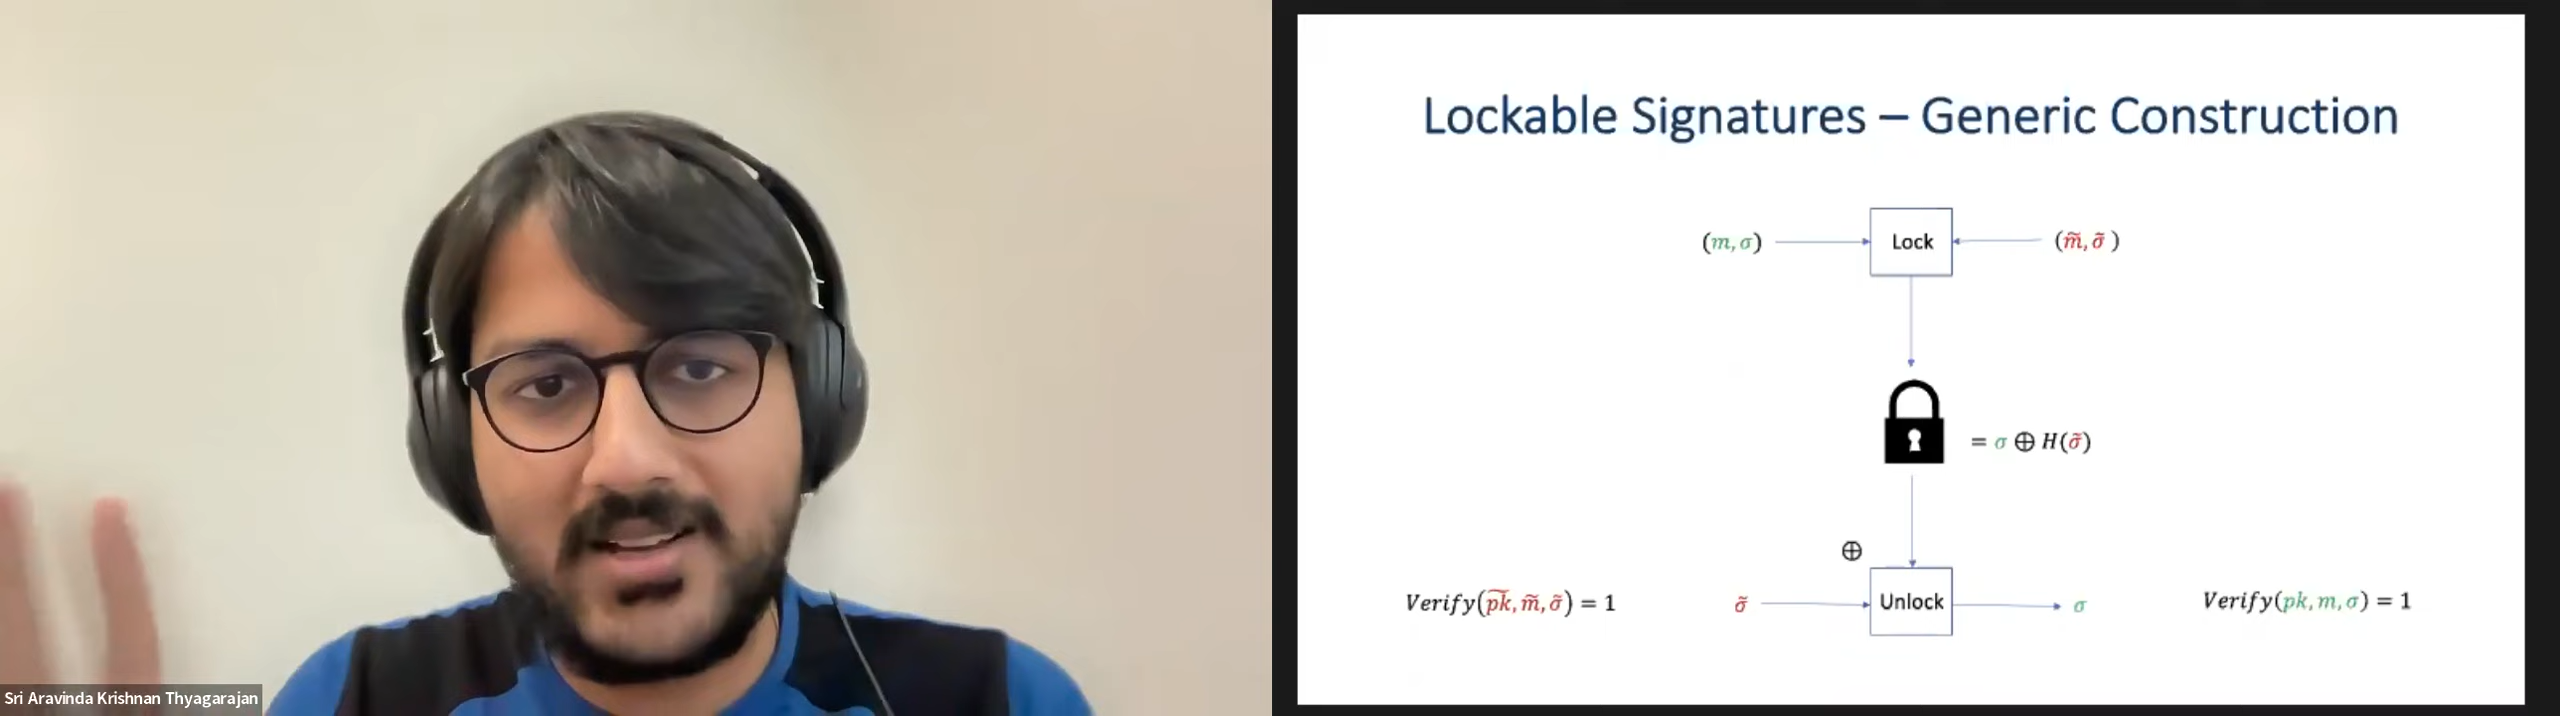 Sri Aravinda Krishnan Thyagarajan
Lockable Signatures – Generic Construction
(m, σ)
Lock
(m̃, σ̃ )
= σ ⊕ H(σ̃)
⊕
Verify(p͠k, m̃, σ̃) = 1
σ̃
Unlock
σ
Verify(pk, m, σ) = 1